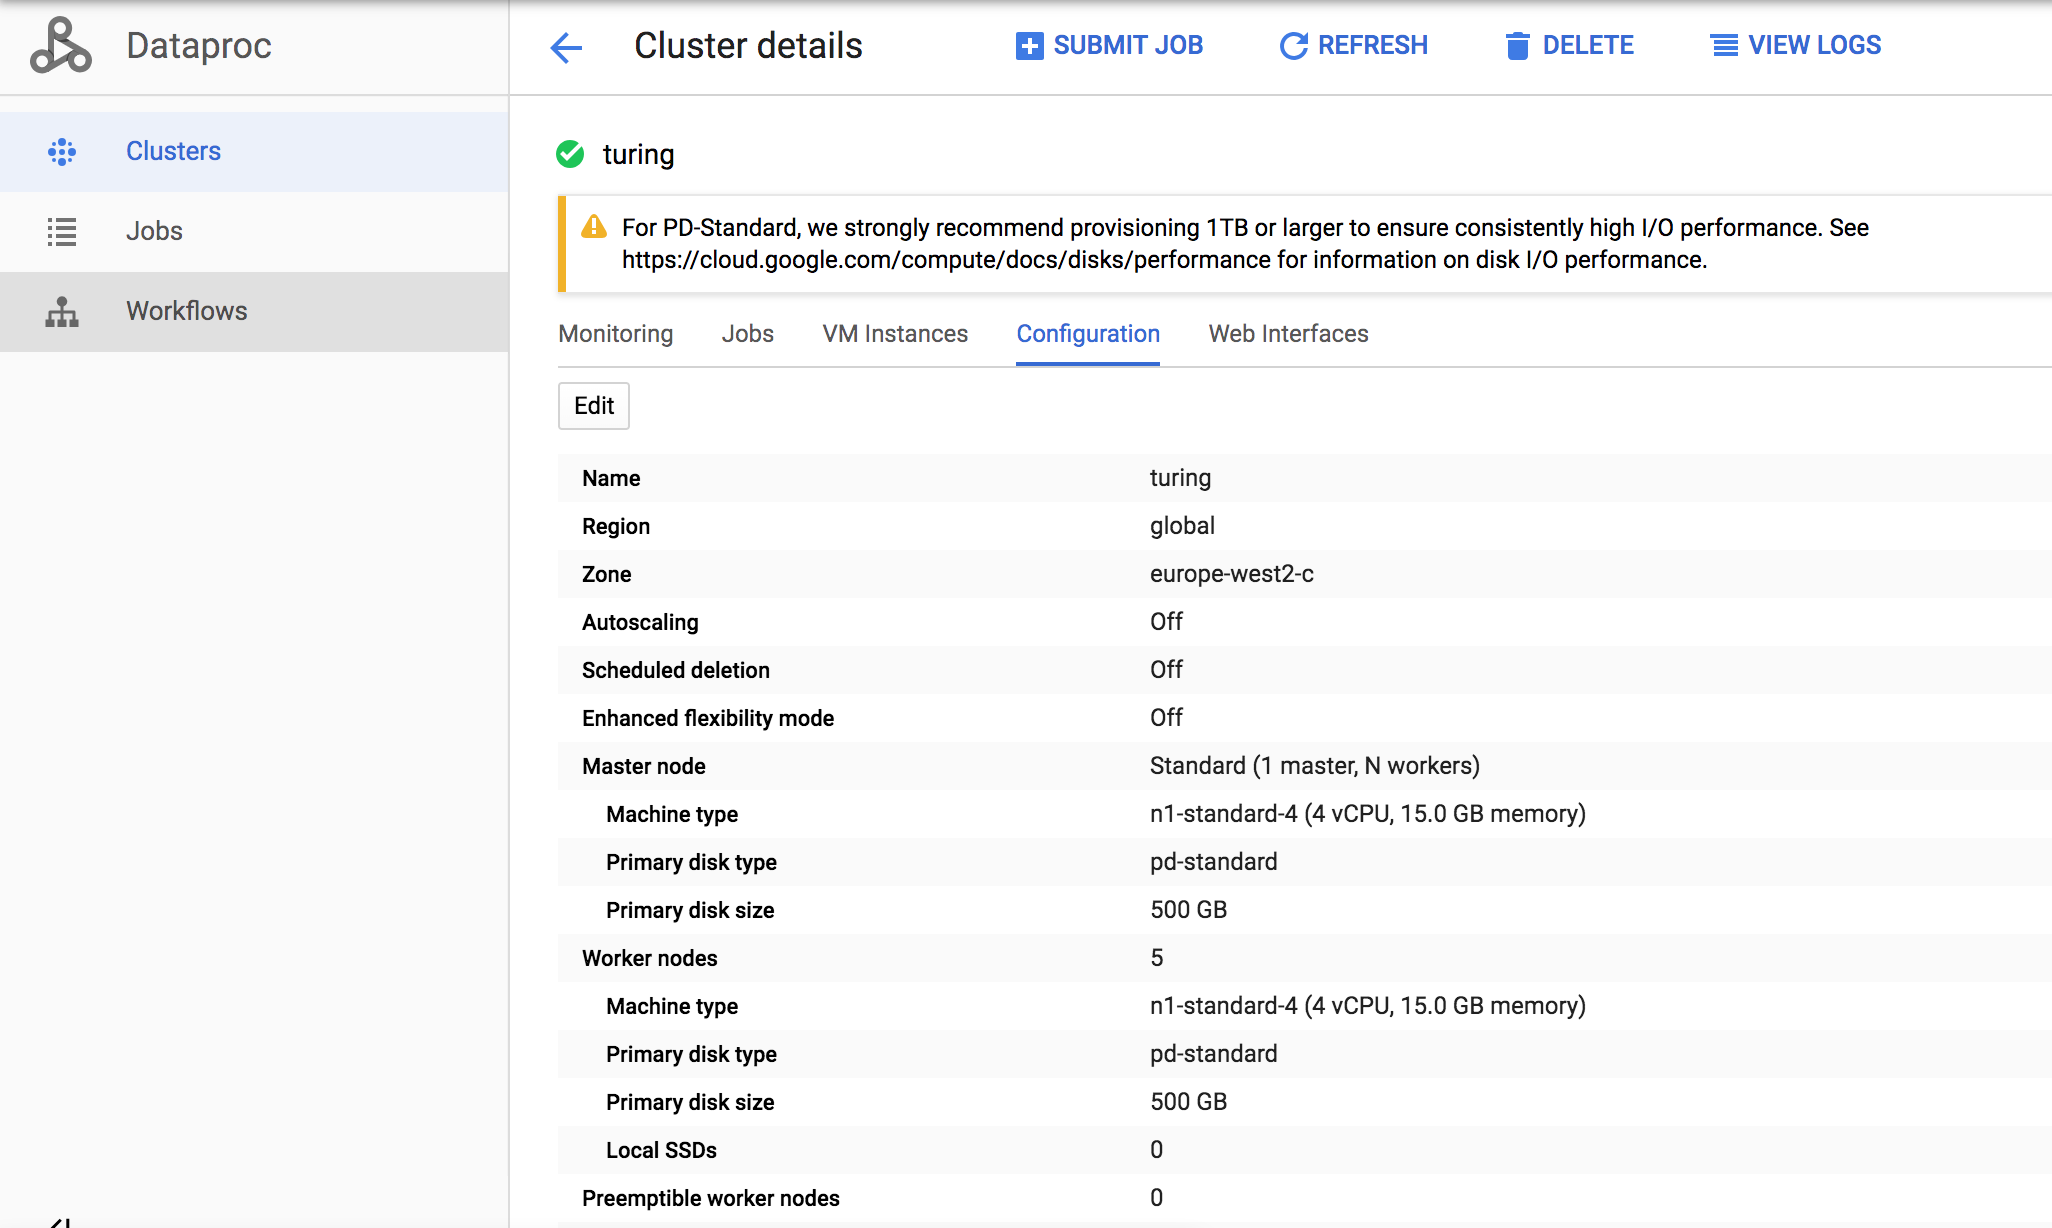 Dataproc
Cluster details
SUBMIT JOB
REFRESH
DELETE
VIEW LOGS
Clusters
Jobs
Workflows
turing
For PD-Standard, we strongly recommend provisioning 1TB or larger to ensure consistently high I/O performance. See
https://cloud.google.com/compute/docs/disks/performance for information on disk I/O performance.
Monitoring Jobs VM Instances Configuration Web Interfaces
Edit
Name turing
Region global
Zone europe-west2-c
Autoscaling Off
Scheduled deletion Off
Enhanced flexibility mode Off
Master node Standard (1 master, N workers)
Machine type n1-standard-4 (4 vCPU, 15.0 GB memory)
Primary disk type pd-standard
Primary disk size 500 GB
Worker nodes 5
Machine type n1-standard-4 (4 vCPU, 15.0 GB memory)
Primary disk type pd-standard
Primary disk size 500 GB
Local SSDs 0
Preemptible worker nodes 0